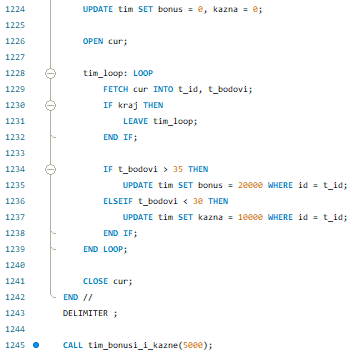 1224 UPDATE tim SET bonus = 0, kazna = 0;
1225
1226 OPEN cur;
1227
1228 tim_loop: LOOP
1229 FETCH cur INTO t_id, t_bodovi;
1230 IF kraj THEN
1231 LEAVE tim_loop;
1232 END IF;
1233
1234 IF t_bodovi > 35 THEN
1235 UPDATE tim SET bonus = 20000 WHERE id = t_id;
1236 ELSEIF t_bodovi < 30 THEN
1237 UPDATE tim SET kazna = 10000 WHERE id = t_id;
1238 END IF;
1239 END LOOP;
1240
1241 CLOSE cur;
1242 END //
1243 DELIMITER ;
1244
1245 CALL tim_bonusi_i_kazne(5000);